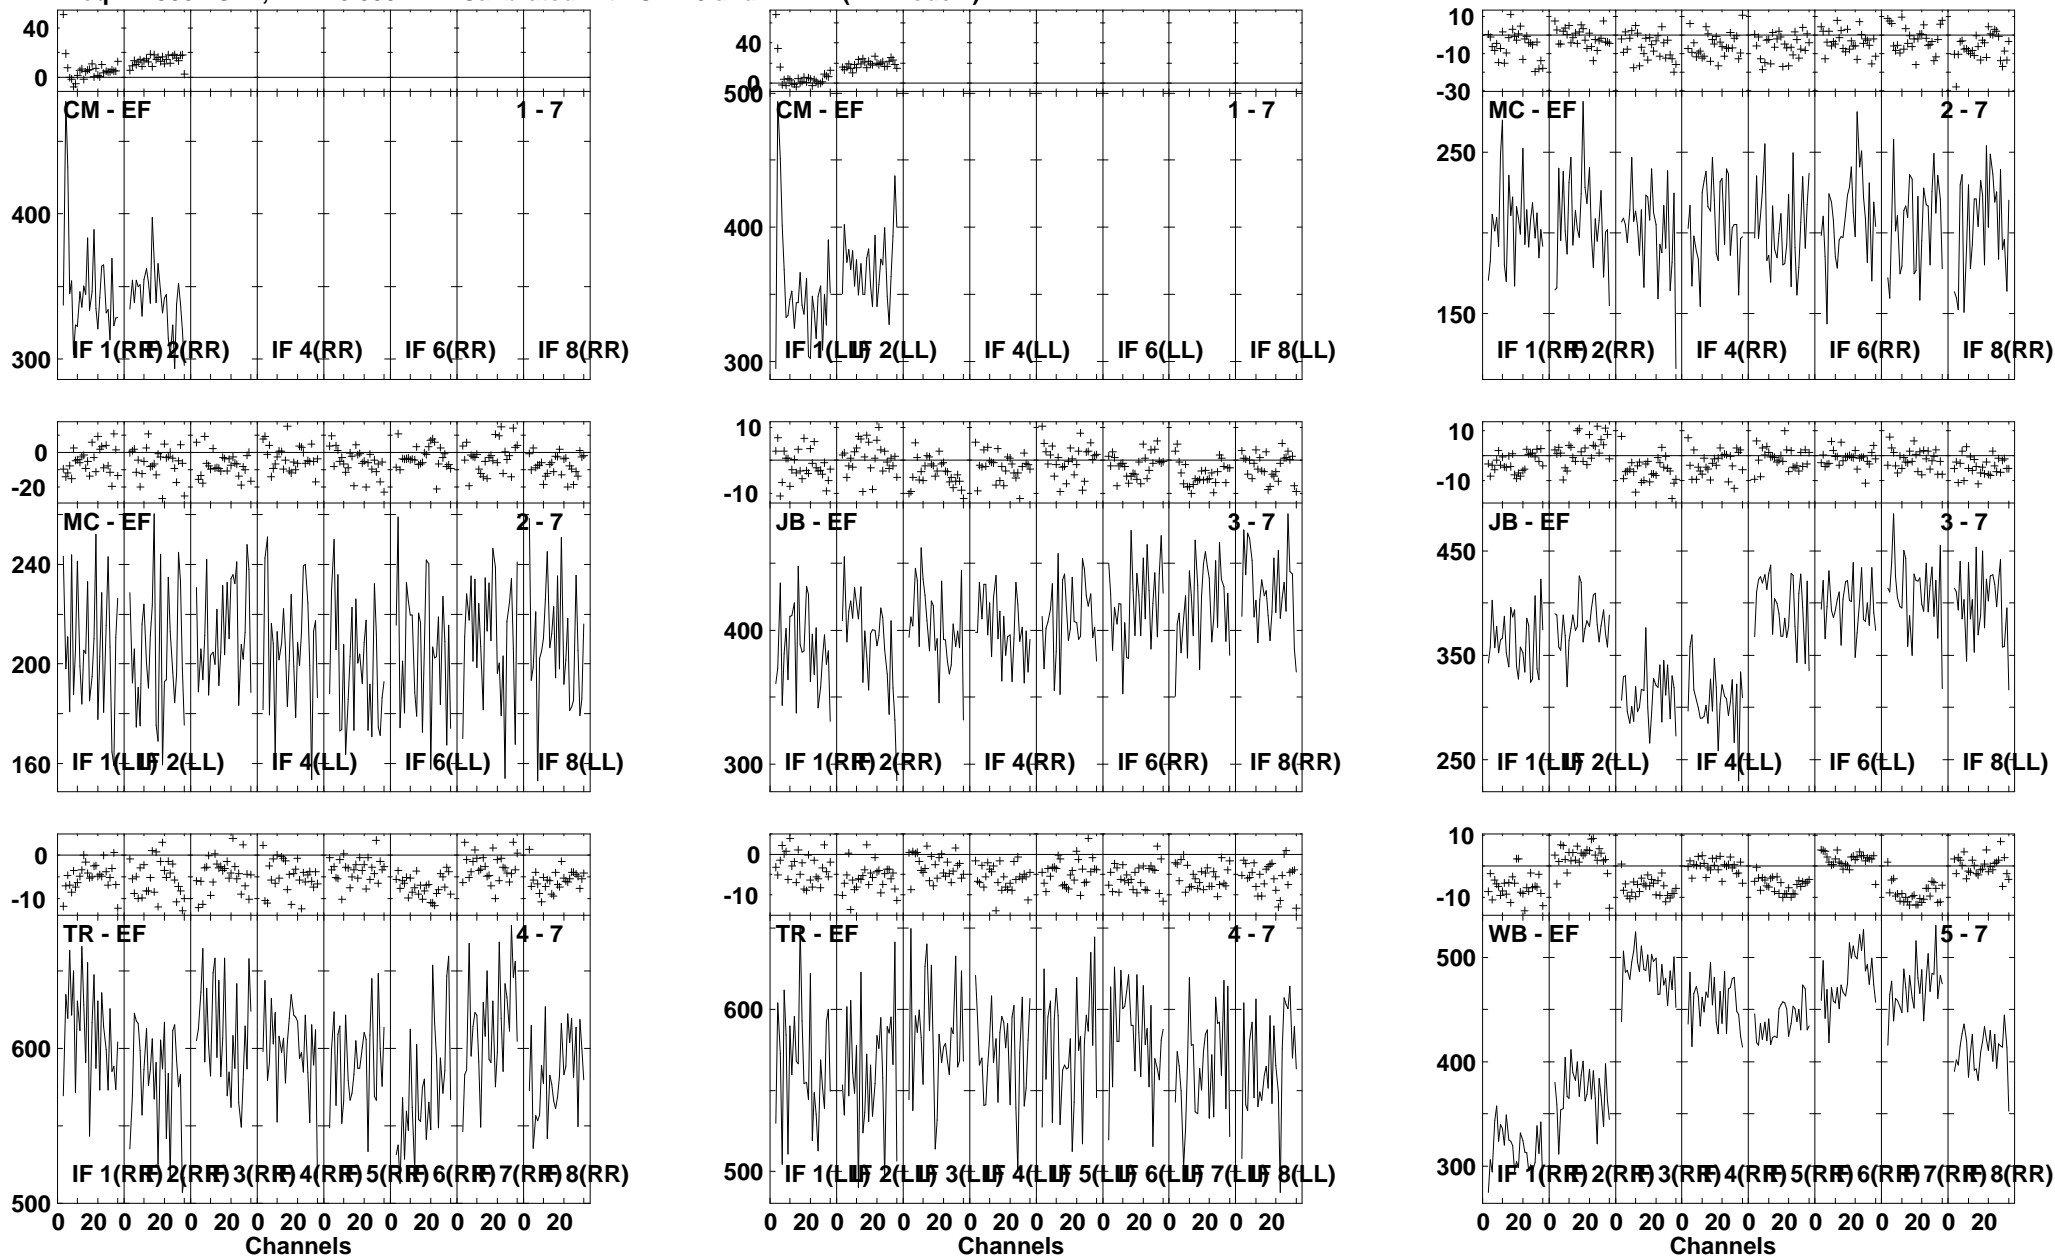 40
0
CM - EF 1 - 7
400
300
IF 1(RR) IF 2(RR) IF 4(RR) IF 6(RR) IF 8(RR)
40
0
500
CM - EF 1 - 7
400
300
IF 1(LL) IF 2(LL) IF 4(LL) IF 6(LL) IF 8(LL)
10
-10
-30
MC - EF 2 - 7
250
150
IF 1(RR) IF 2(RR) IF 4(RR) IF 6(RR) IF 8(RR)
0
-20
MC - EF 2 - 7
240
200
160
IF 1(LL) IF 2(LL) IF 4(LL) IF 6(LL) IF 8(LL)
10
-10
JB - EF 3 - 7
400
300
IF 1(RR) IF 2(RR) IF 4(RR) IF 6(RR) IF 8(RR)
10
-10
JB - EF 3 - 7
450
350
250
IF 1(LL) IF 2(LL) IF 4(LL) IF 6(LL) IF 8(LL)
0
-10
TR - EF 4 - 7
600
500
IF 1(RR) IF 2(RR) IF 3(RR) IF 4(RR) IF 5(RR) IF 6(RR) IF 7(RR) IF 8(RR)
0 20 0 20 0 20 0 20 0 20 0 20 0 20 0 20
Channels
0
-10
TR - EF 4 - 7
600
500
IF 1(LL) IF 2(LL) IF 3(LL) IF 4(LL) IF 5(LL) IF 6(LL) IF 7(LL) IF 8(LL)
0 20 0 20 0 20 0 20 0 20 0 20 0 20 0 20
Channels
10
-10
WB - EF 5 - 7
500
400
300
IF 1(RR) IF 2(RR) IF 3(RR) IF 4(RR) IF 5(RR) IF 6(RR) IF 7(RR) IF 8(RR)
0 20 0 20 0 20 0 20 0 20 0 20 0 20 0 20
Channels